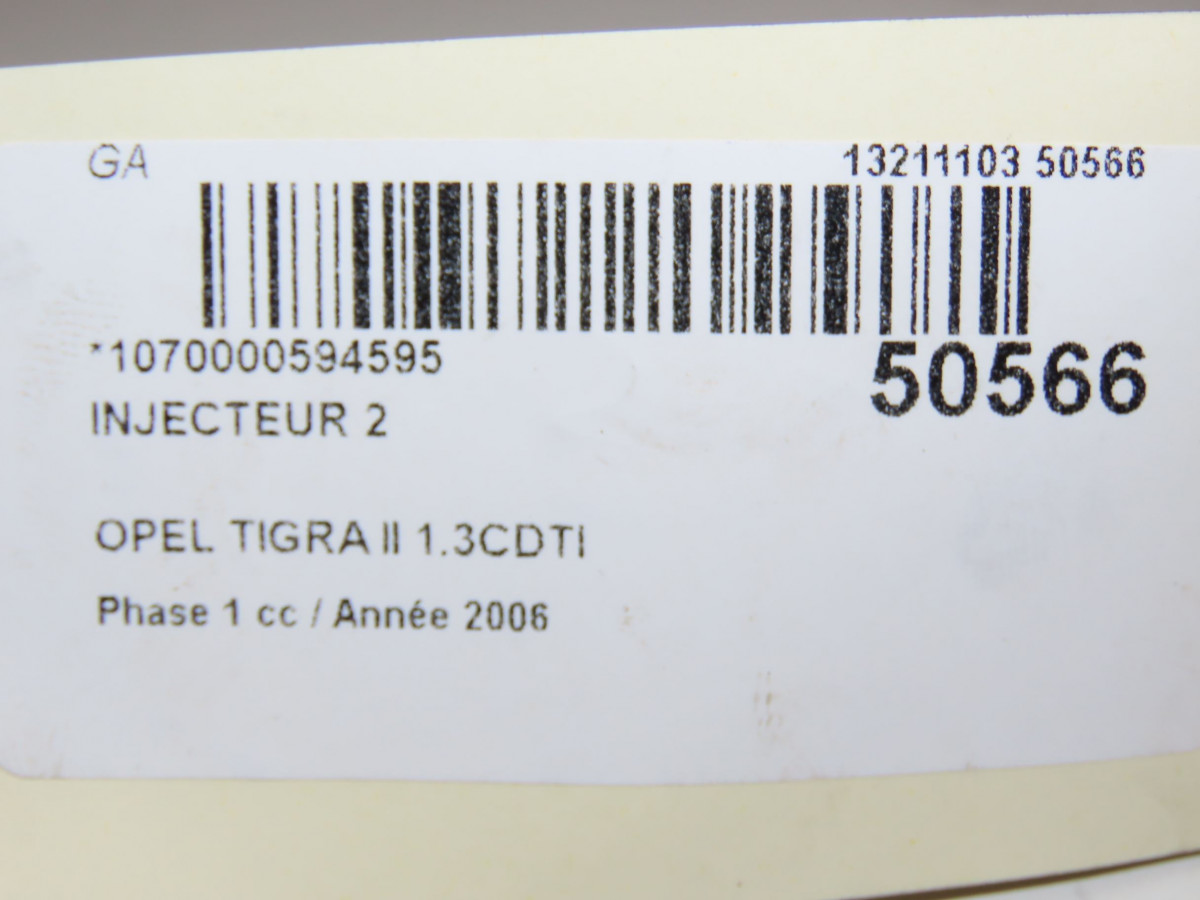 GA
13211103 50566
*1070000594595
50566
INJECTEUR 2
OPEL TIGRA II 1.3CDTI
Phase 1 cc / Année 2006